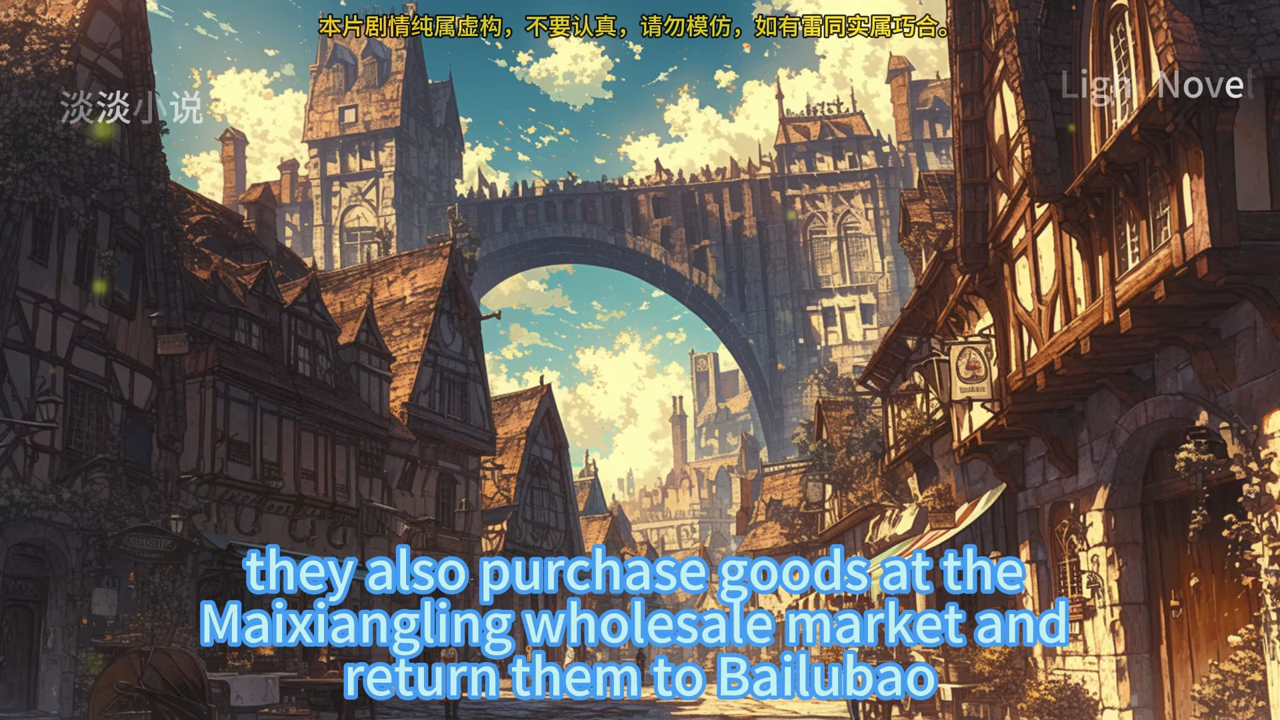 本片剧情纯属虚构，不要认真，请勿模仿，如有雷同实属巧合。
淡淡小说
Light Novel
they also purchase goods at the
Maixiangling wholesale market and
return them to Bailubao